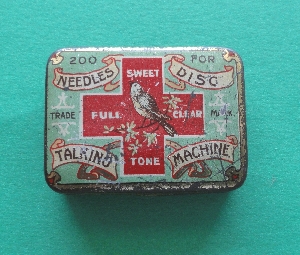 200 FOR
NEEDLES SWEET DISC
TRADE FULL CLEAR MARK
TALKING TONE MACHINE